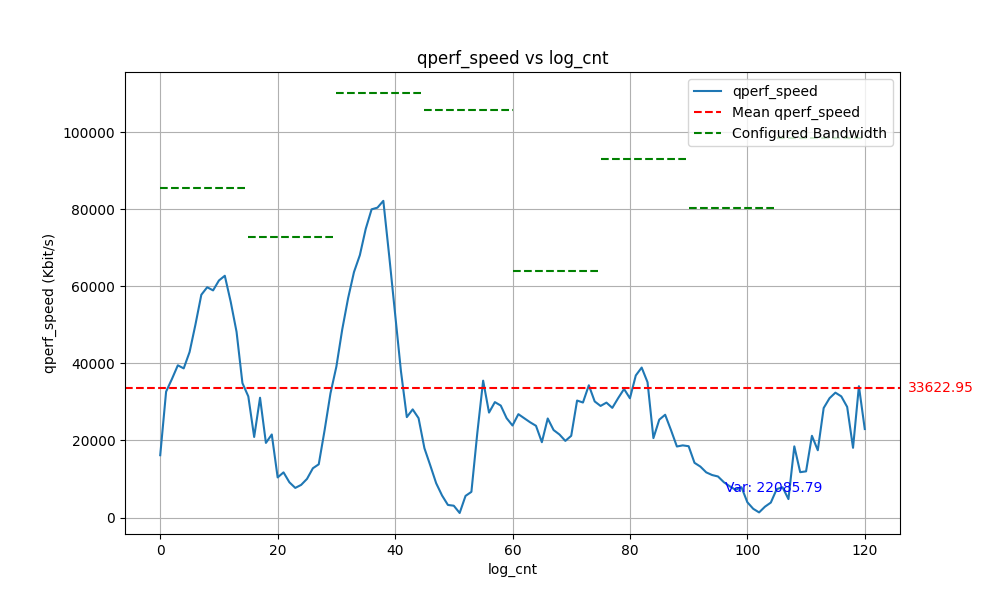 qperf_speed vs log_cnt
qperf_speed
Mean qperf_speed
Configured Bandwidth
qperf_speed (Kbit/s)
100000
80000
60000
40000
20000
0
33622.95
Var: 22085.79
0 20 40 60 80 100 120
log_cnt